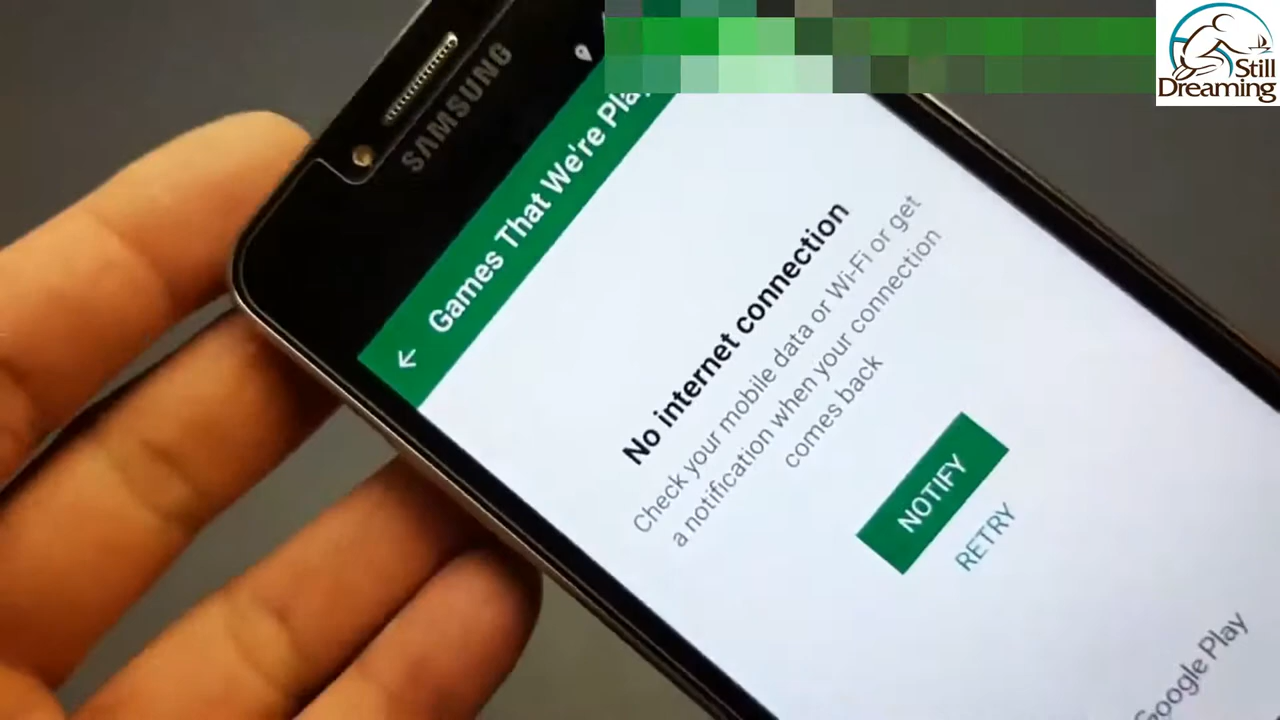 Still
Dreaming
SAMSUNG
Games That We're
No internet connection
Check your mobile data or Wi-Fi or get
a notification when your connection
comes back
NOTIFY
RETRY
Google Play